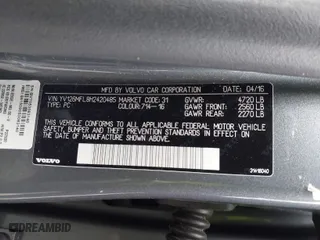 MFD. BY VOLVO CAR CORPORATION 04/16
VIN: YV126MFL8H2420485 MARKET CODE: 31 GVWR: 4720 LB
TYPE: PC COLOUR: 714-16 GAWR FRONT: 2560 LB
GAWR REAR: 2270 LB
THIS VEHICLE CONFORMS TO ALL APPLICABLE FEDERAL MOTOR VEHICLE SAFETY, BUMPER, AND THEFT PREVENTION STANDARDS IN EFFECT ON THE DATE OF MANUFACTURE SHOWN ABOVE.
VOLVO
DREAMBID